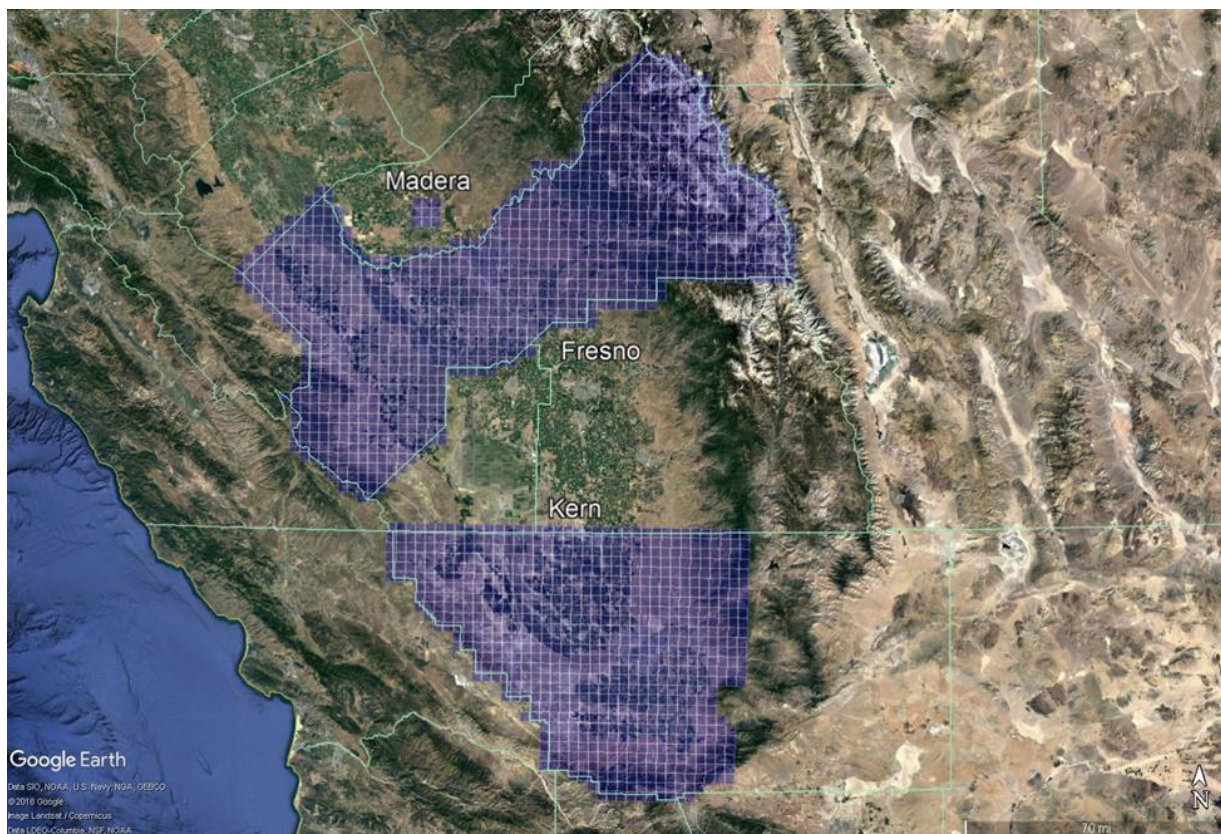 Madera
Fresno
Kern
Google Earth
Data SIO, NOAA, U.S. Navy, NGA, GEBCO
©2018 Google
Image Landsat / Copernicus
Data LDEO-Columbia, NSF, NOAA
N
70 mi